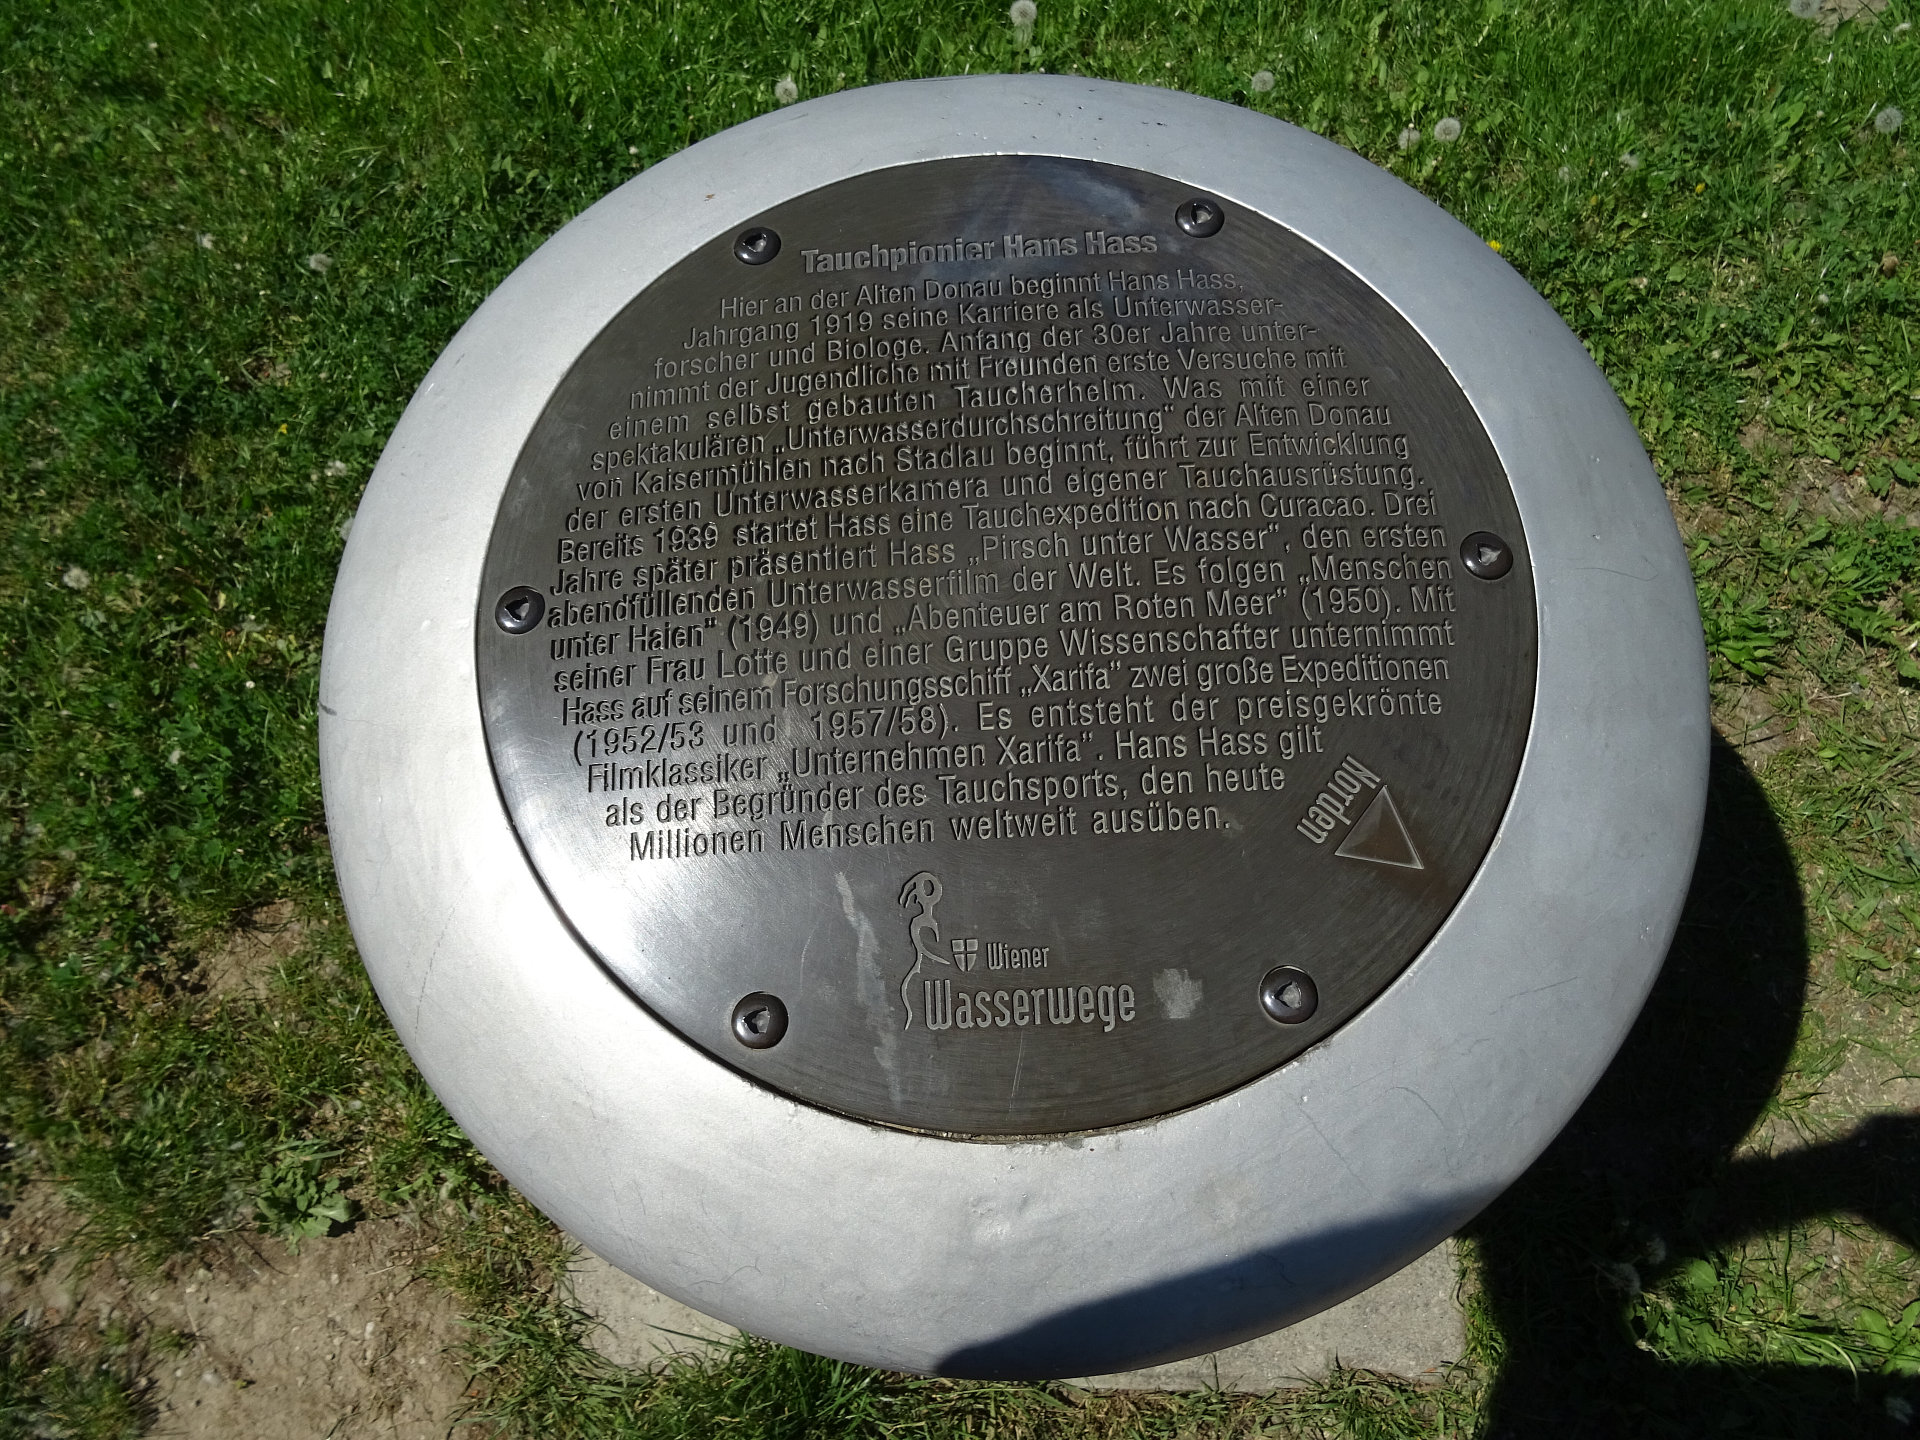 Tauchpionier Hans Hass
Hier an der Alten Donau beginnt Hans Hass,
Jahrgang 1919 seine Karriere als Unterwasser-
forscher und Biologe. Anfang der 30er Jahre unter-
nimmt der Jugendliche mit Freunden erste Versuche mit
einem selbst gebauten Taucherhelm. Was mit einer
spektakulären „Unterwasserdurchschreitung“ der Alten Donau
von Kaisermühlen nach Stadlau beginnt, führt zur Entwicklung
der ersten Unterwasserkamera und eigener Tauchausrüstung.
Bereits 1939 startet Hass eine Tauchexpedition nach Curacao. Drei
Jahre später präsentiert Hass „Pirsch unter Wasser“, den ersten
abendfüllenden Unterwasserfilm der Welt. Es folgen „Menschen
unter Haien“ (1949) und „Abenteuer am Roten Meer“ (1950). Mit
seiner Frau Lotte und einer Gruppe Wissenschafter unternimmt
Hass auf seinem Forschungsschiff „Xarifa“ zwei große Expeditionen
(1952/53 und 1957/58). Es entsteht der preisgekrönte
Filmklassiker „Unternehmen Xarifa“. Hans Hass gilt
als der Begründer des Tauchsports, den heute
Millionen Menschen weltweit ausüben.
Norden
Wiener
Wasserwege